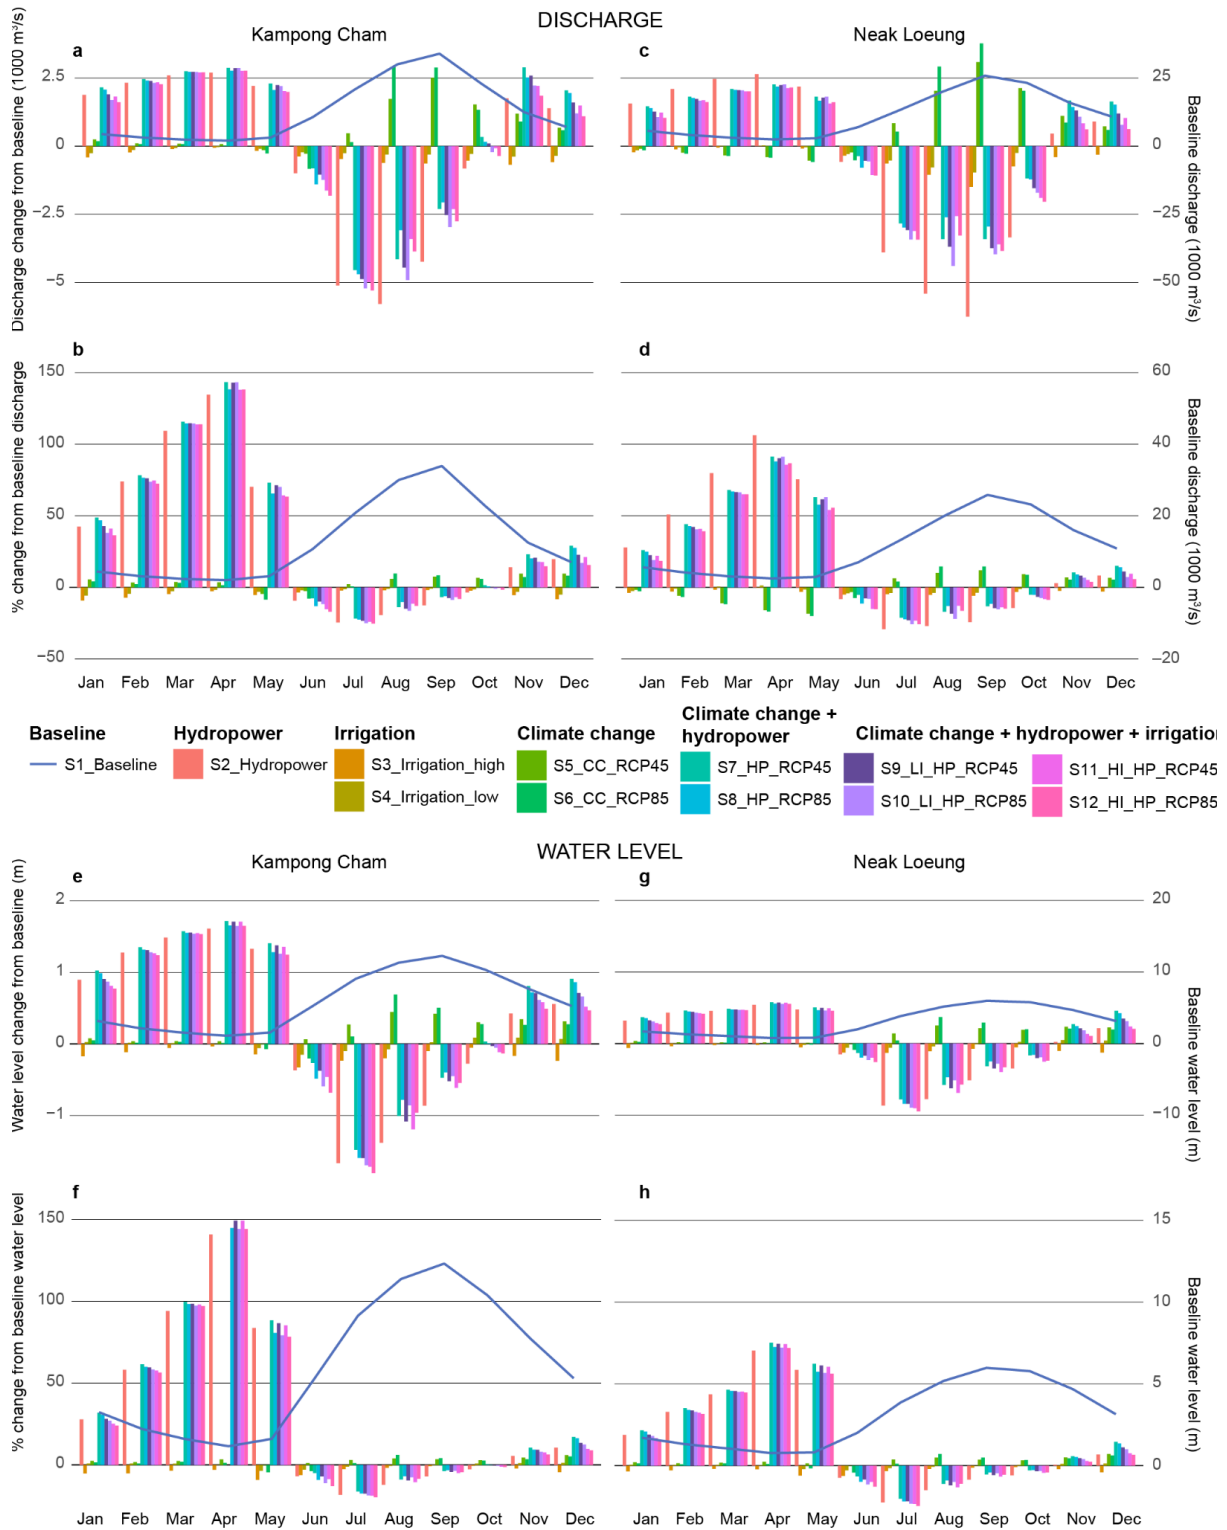 DISCHARGE
Kampong Cham
Neak Loeung
a
c
Discharge change from baseline (1000 m³/s)
2.5
0
−2.5
−5
25
0
−25
−50
Baseline discharge (1000 m³/s)
b
d
% change from baseline discharge
150
100
50
0
−50
60
40
20
0
−20
Baseline discharge (1000 m³/s)
Jan Feb Mar Apr May Jun Jul Aug Sep Oct Nov Dec
Jan Feb Mar Apr May Jun Jul Aug Sep Oct Nov Dec
Baseline
S1_Baseline
Hydropower
S2_Hydropower
Irrigation
S3_Irrigation_high
S4_Irrigation_low
Climate change
S5_CC_RCP45
S6_CC_RCP85
Climate change +
hydropower
S7_HP_RCP45
S8_HP_RCP85
Climate change + hydropower + irrigation
S9_LI_HP_RCP45
S10_LI_HP_RCP85
S11_HI_HP_RCP45
S12_HI_HP_RCP85
WATER LEVEL
Kampong Cham
Neak Loeung
e
g
Water level change from baseline (m)
2
1
0
−1
20
10
0
−10
Baseline water level (m)
f
h
% change from baseline water level
150
100
50
0
15
10
5
0
Baseline water level (m)
Jan Feb Mar Apr May Jun Jul Aug Sep Oct Nov Dec
Jan Feb Mar Apr May Jun Jul Aug Sep Oct Nov Dec